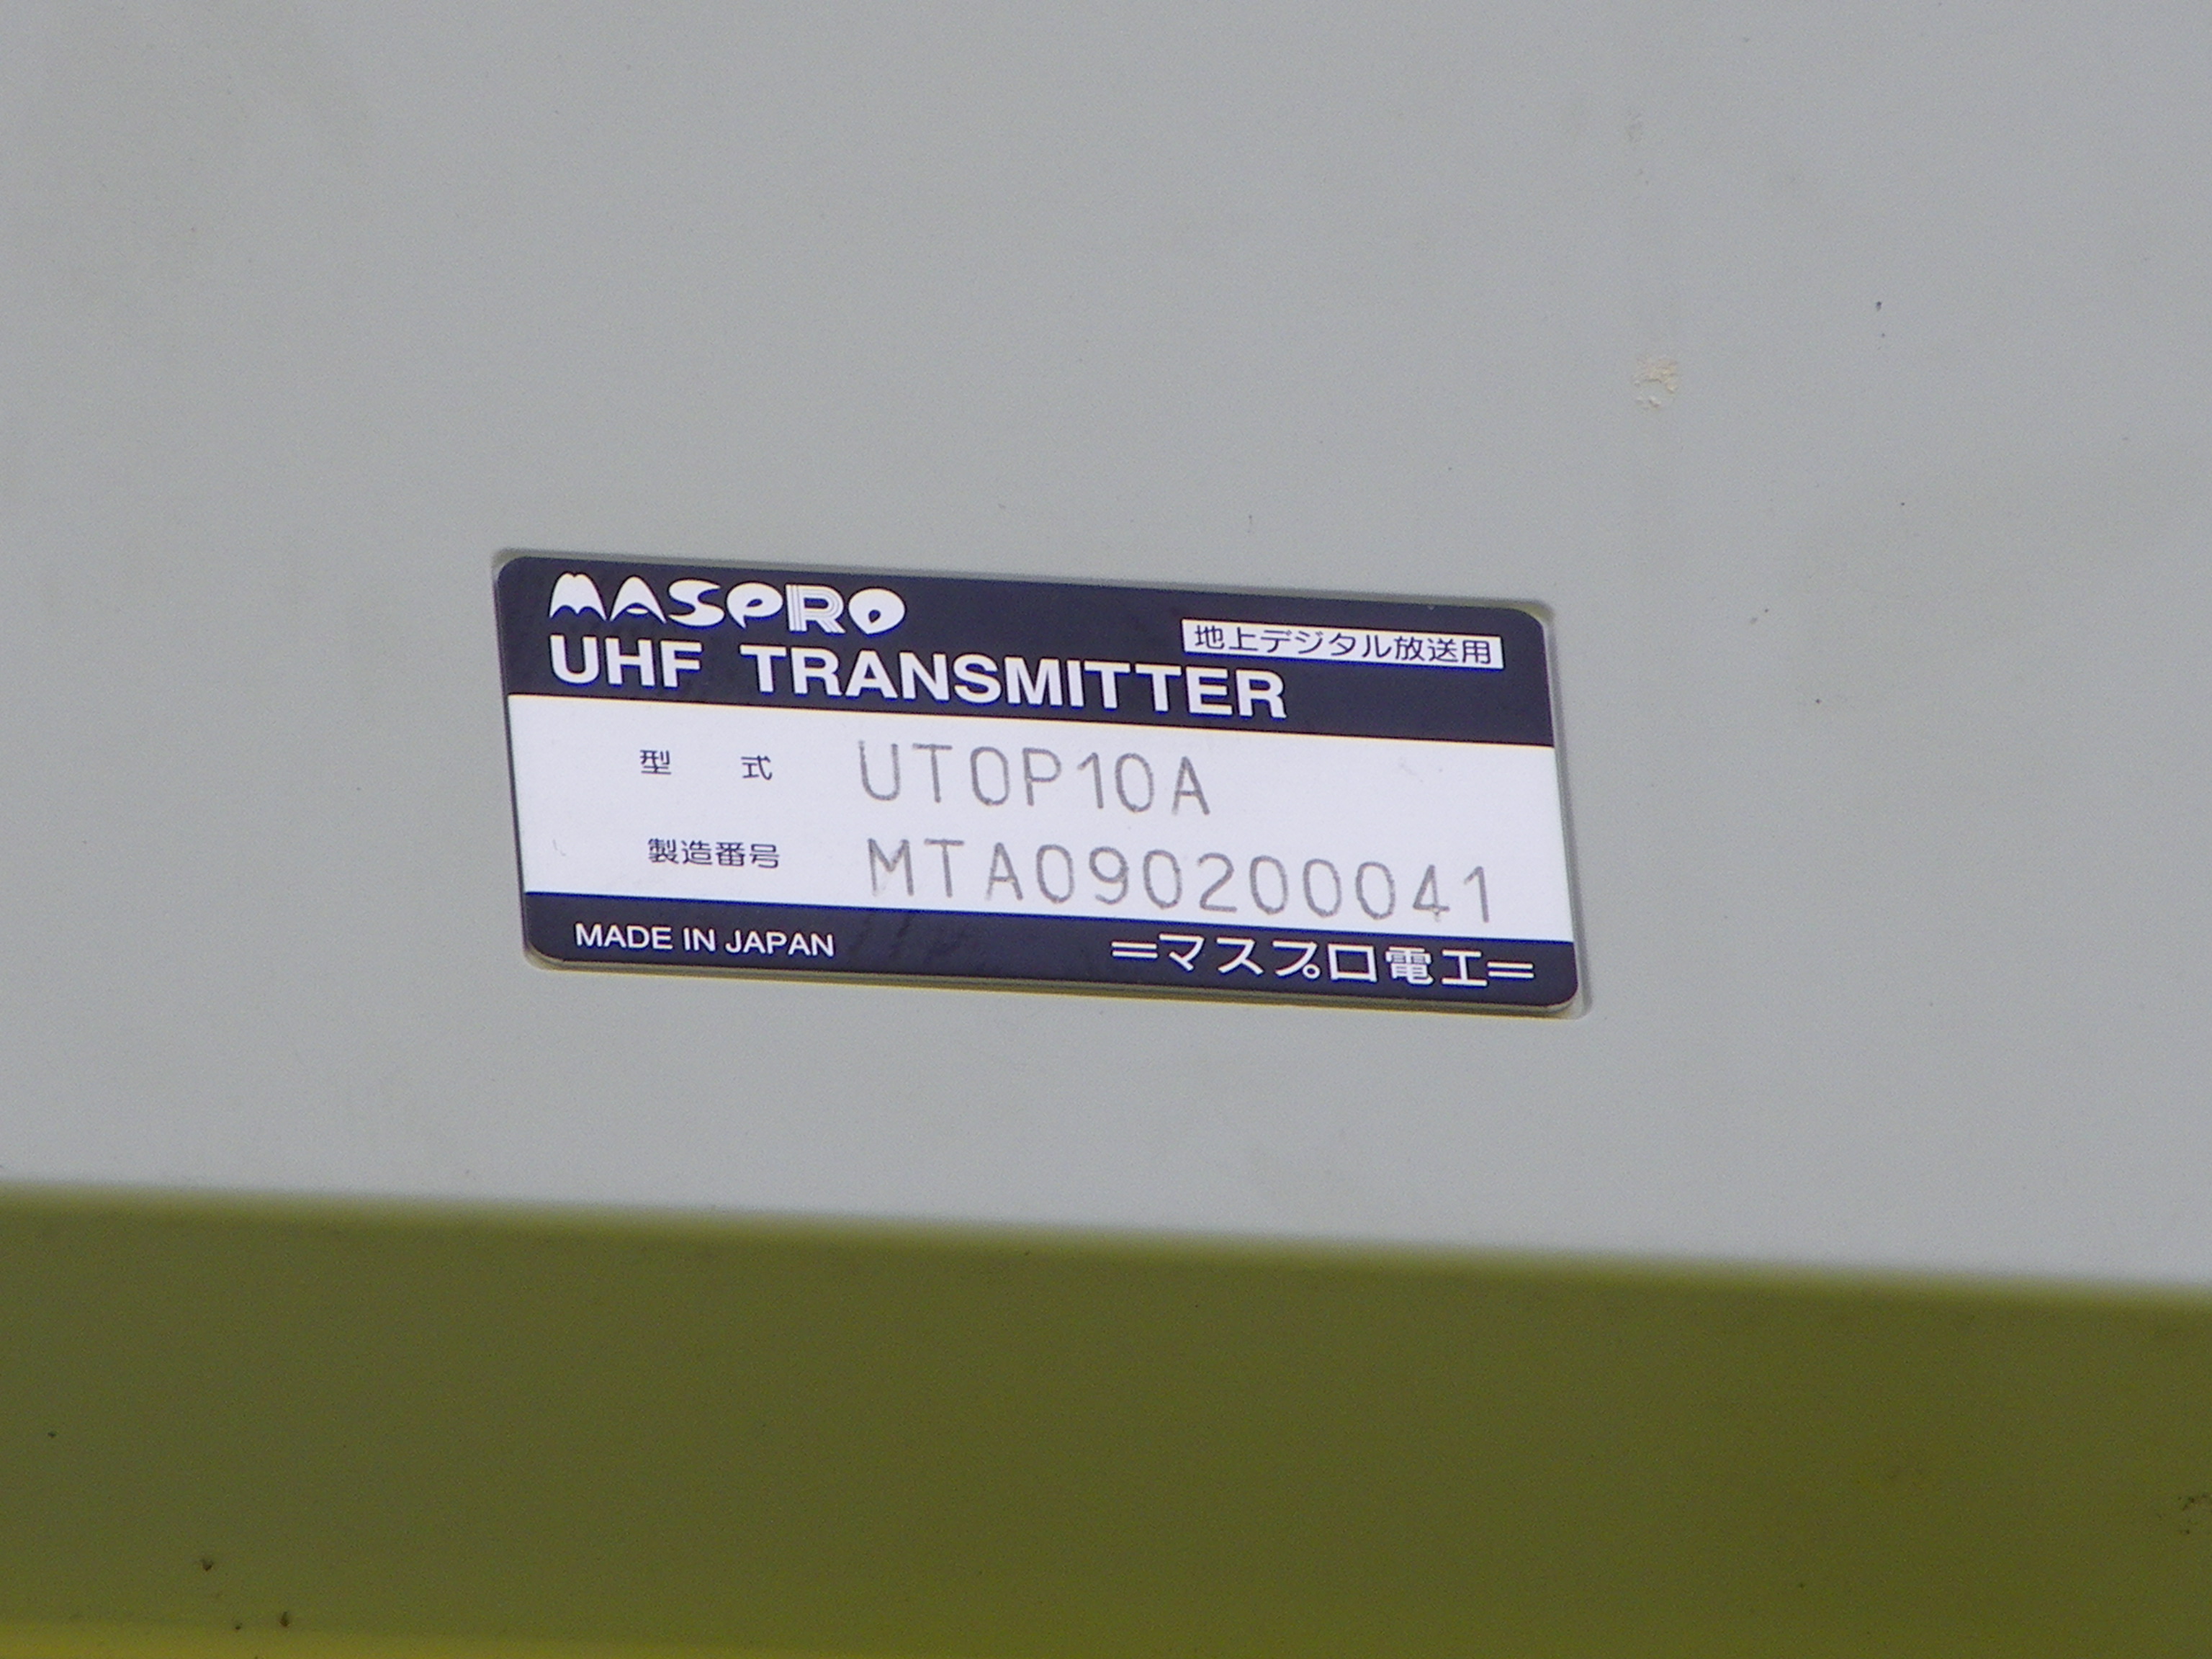 MASPRO
地上デジタル放送用
UHF TRANSMITTER
型 式 UT0P10A
製造番号 MTA090200041
MADE IN JAPAN =マスプロ電工=